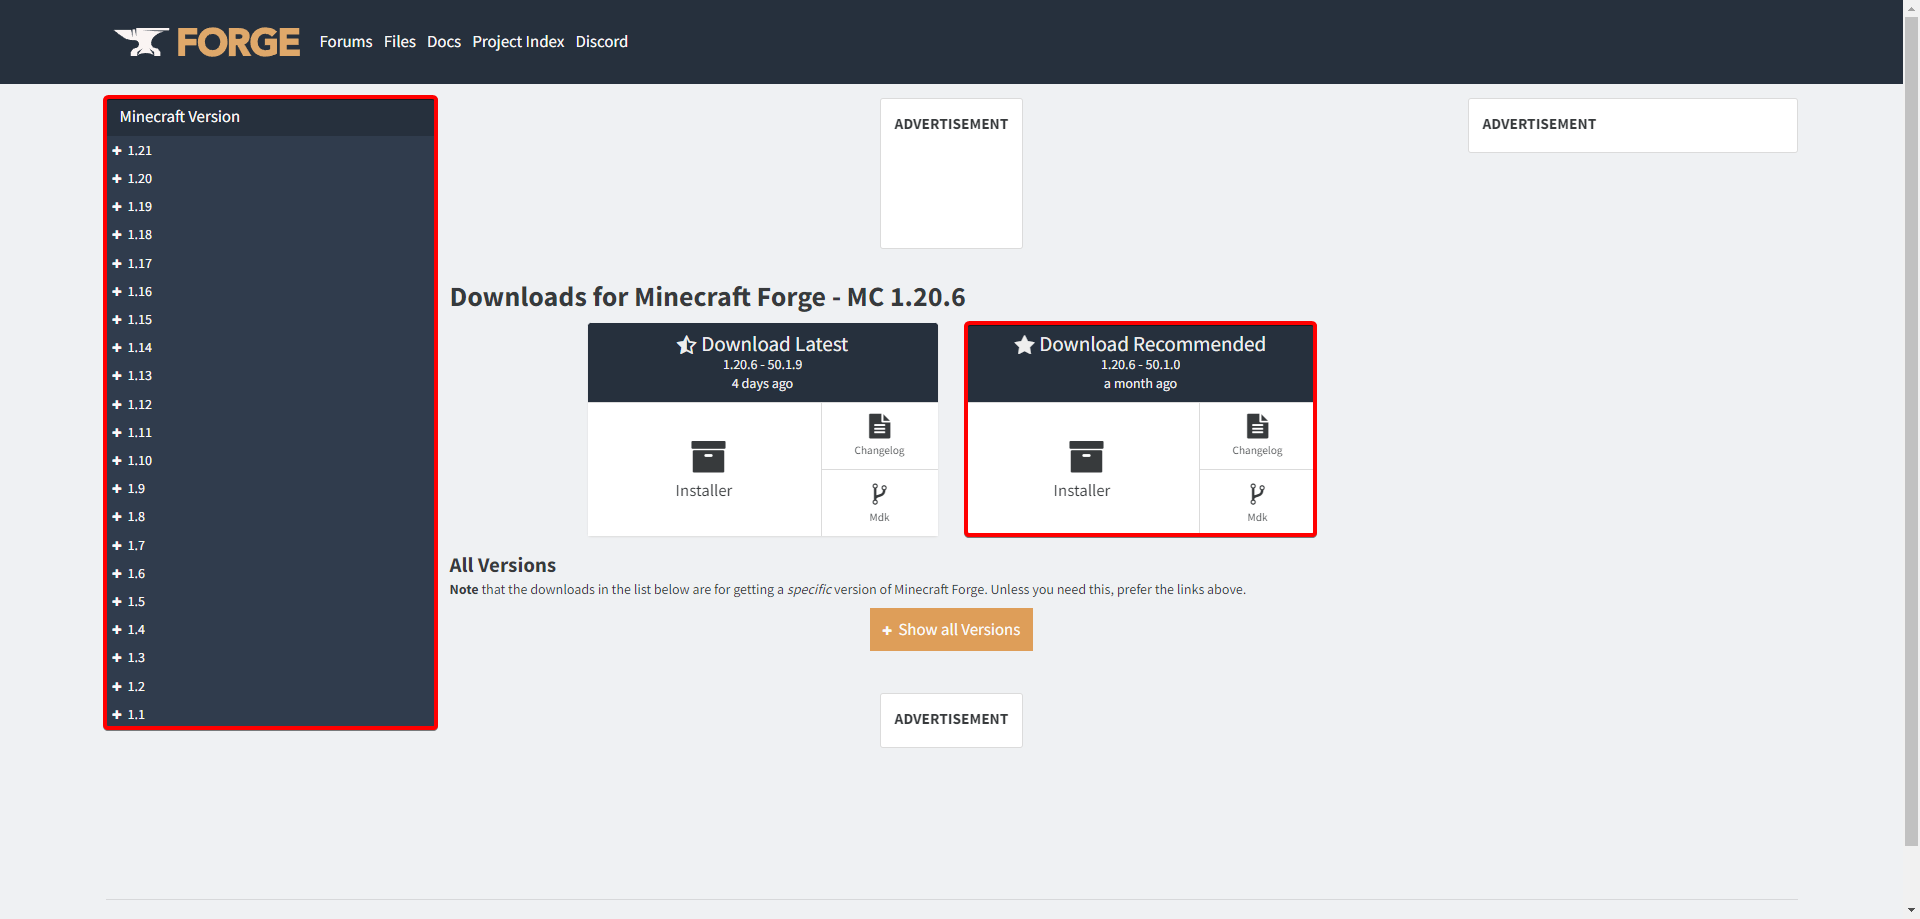 FORGE Forums Files Docs Project Index Discord
Minecraft Version
1.21
1.20
1.19
1.18
1.17
1.16
1.15
1.14
1.13
1.12
1.11
1.10
1.9
1.8
1.7
1.6
1.5
1.4
1.3
1.2
1.1
ADVERTISEMENT
ADVERTISEMENT
Downloads for Minecraft Forge - MC 1.20.6
Download Latest
1.20.6 - 50.1.9
4 days ago
Installer
Changelog
Mdk
Download Recommended
1.20.6 - 50.1.0
a month ago
Installer
Changelog
Mdk
All Versions
Note that the downloads in the list below are for getting a specific version of Minecraft Forge. Unless you need this, prefer the links above.
Show all Versions
ADVERTISEMENT